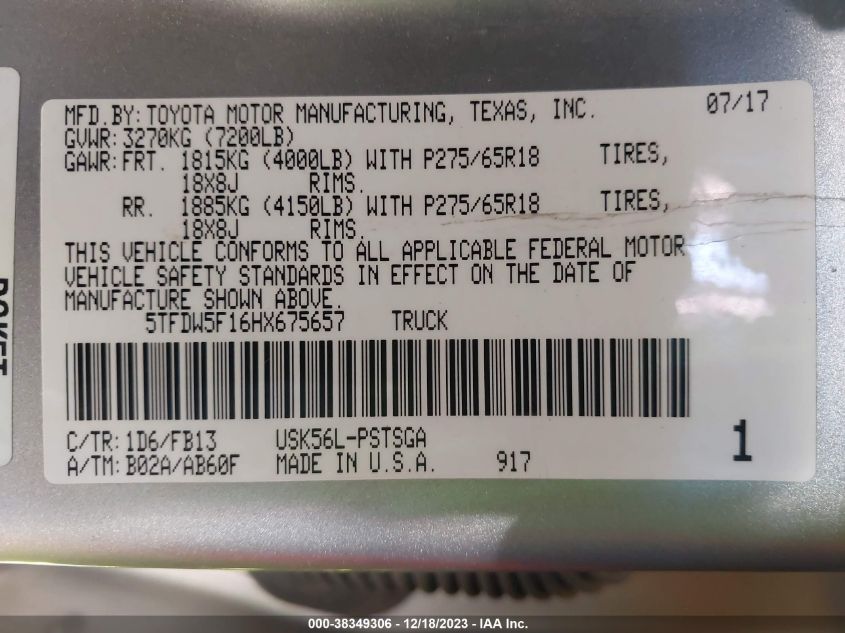 MFD.BY: TOYOTA MOTOR MANUFACTURING, TEXAS, INC. 07/17
GVWR: 3270KG (7200LB)
GAWR: FRT. 1815KG (4000LB) WITH P275/65R18 TIRES,
18X8J RIMS.
RR. 1885KG (4150LB) WITH P275/65R18 TIRES,
18X8J RIMS.
THIS VEHICLE CONFORMS TO ALL APPLICABLE FEDERAL MOTOR
VEHICLE SAFETY STANDARDS IN EFFECT ON THE DATE OF
MANUFACTURE SHOWN ABOVE.
5TFDW5F16HX675657 TRUCK
C/TR: 1D6/FB13 USK56L-PSTSGA
A/TM: B02A/AB60F MADE IN U.S.A. 917 1
000-38349306 - 12/18/2023 - IAA Inc.